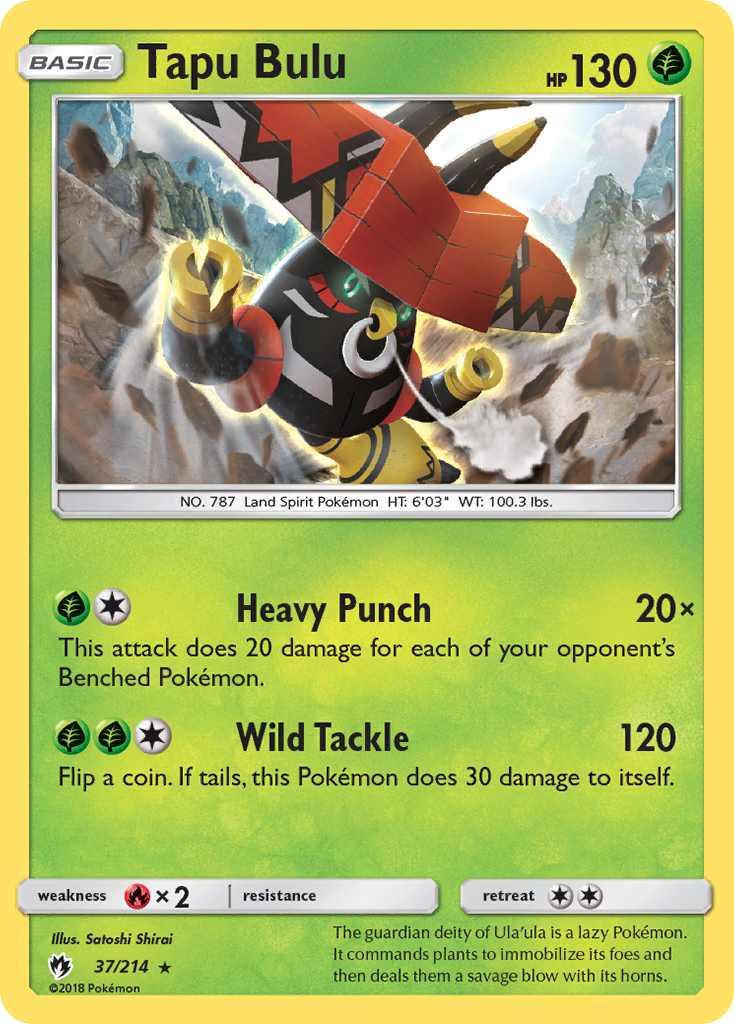 BASIC
Tapu Bulu
HP 130
NO. 787 Land Spirit Pokémon HT: 6'03" WT: 100.3 lbs.
Heavy Punch 20×
This attack does 20 damage for each of your opponent's
Benched Pokémon.
Wild Tackle 120
Flip a coin. If tails, this Pokémon does 30 damage to itself.
weakness × 2 resistance retreat
Illus. Satoshi Shirai
37/214 ★
©2018 Pokémon
The guardian deity of Ula'ula is a lazy Pokémon.
It commands plants to immobilize its foes and
then deals them a savage blow with its horns.